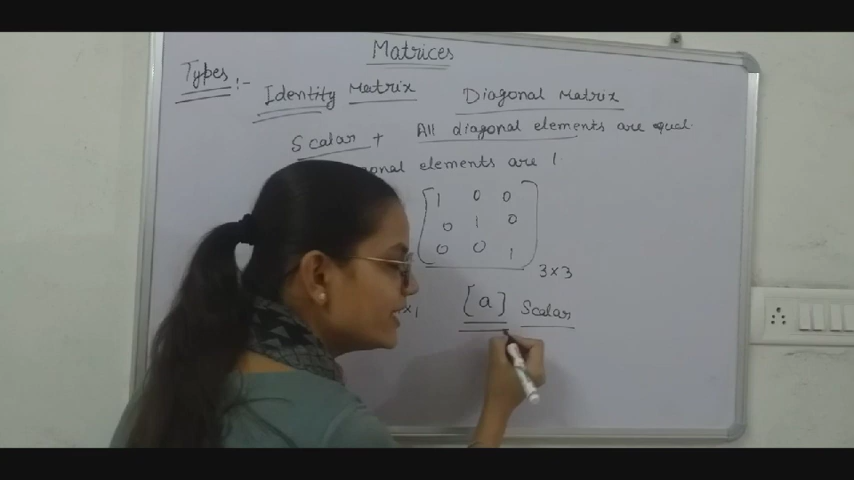 Matrices
Types :-
Identity Matrix
Diagonal Matrix
Scalar + All diagonal elements are equal.
elements are 1
1 0 0
0 1 0
0 0 1
3×3
×1 [a] Scalar